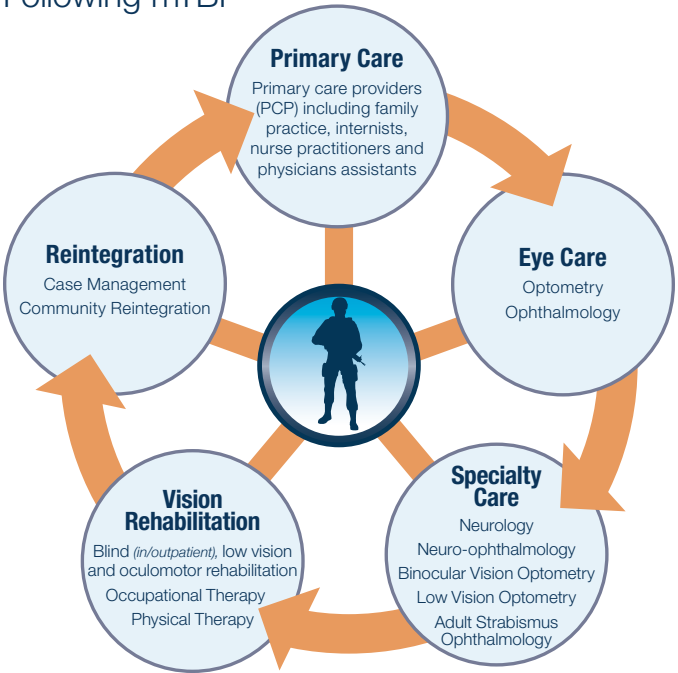 Following mTBI
Primary Care
Primary care providers
(PCP) including family
practice, internists,
nurse practitioners and
physicians assistants
Eye Care
Optometry
Ophthalmology
Specialty
Care
Neurology
Neuro-ophthalmology
Binocular Vision Optometry
Low Vision Optometry
Adult Strabismus
Ophthalmology
Vision
Rehabilitation
Blind (in/outpatient), low vision
and oculomotor rehabilitation
Occupational Therapy
Physical Therapy
Reintegration
Case Management
Community Reintegration